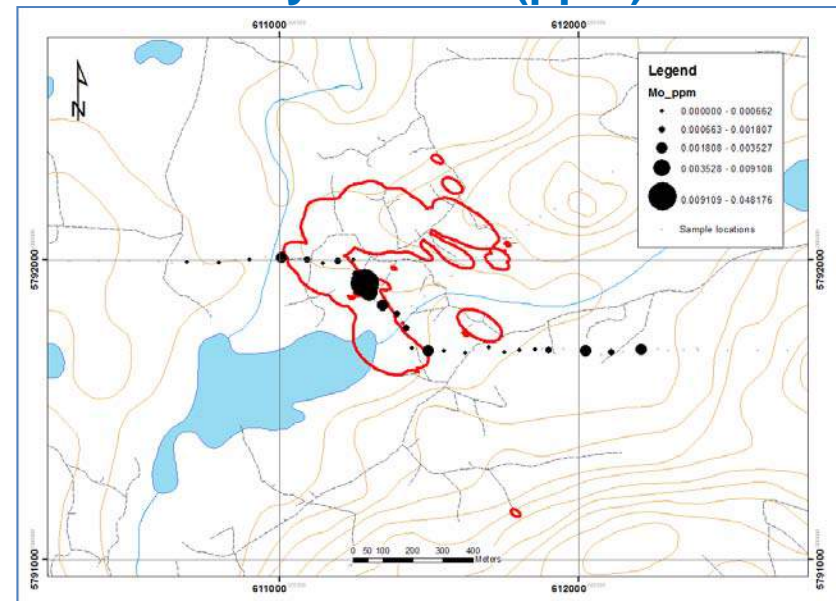 611000 612000
Legend
Mo_ppm
0.000000 - 0.000662
0.000663 - 0.001807
0.001808 - 0.003527
0.003528 - 0.009108
0.009109 - 0.048176
Sample locations
N
5792000 5792000
5791000 5791000
0 50 100 200 300 400
Meters
611000 612000